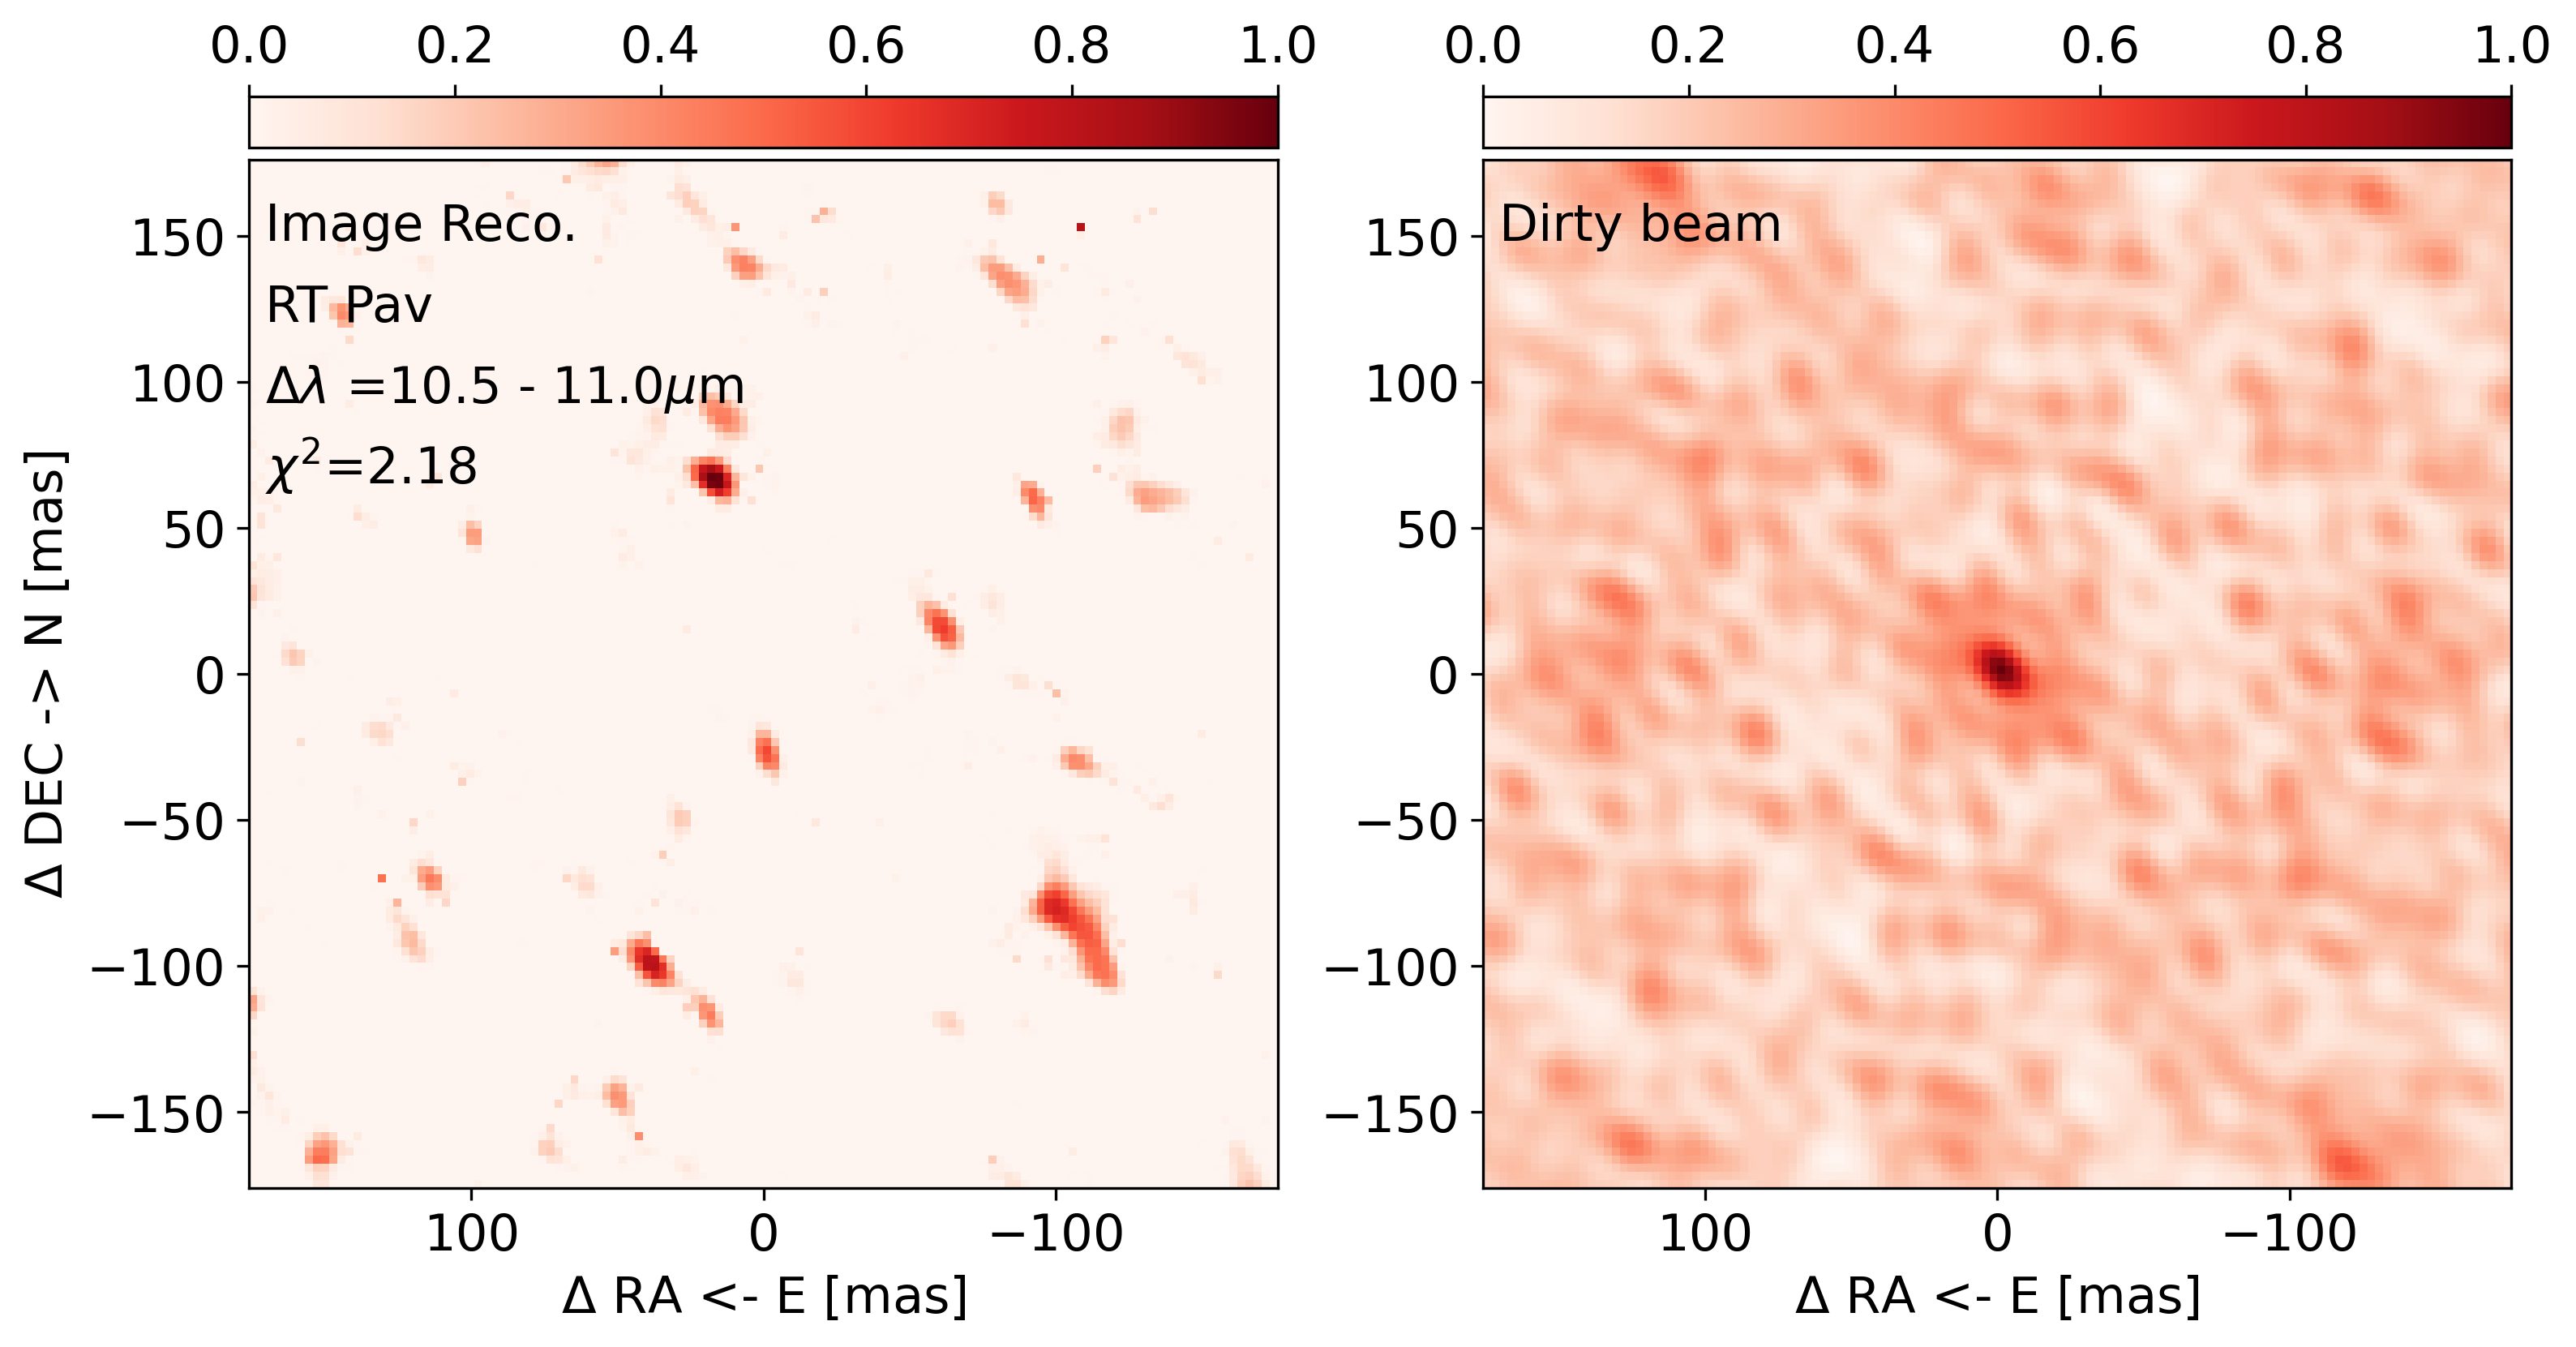 0.0 0.2 0.4 0.6 0.8 1.0
0.0 0.2 0.4 0.6 0.8 1.0
Image Reco.
RT Pav
Δλ =10.5 - 11.0μm
χ²=2.18
150
100
50
0
−50
−100
−150
Δ DEC -> N [mas]
100 0 −100
Δ RA <- E [mas]
Dirty beam
150
100
50
0
−50
−100
−150
100 0 −100
Δ RA <- E [mas]